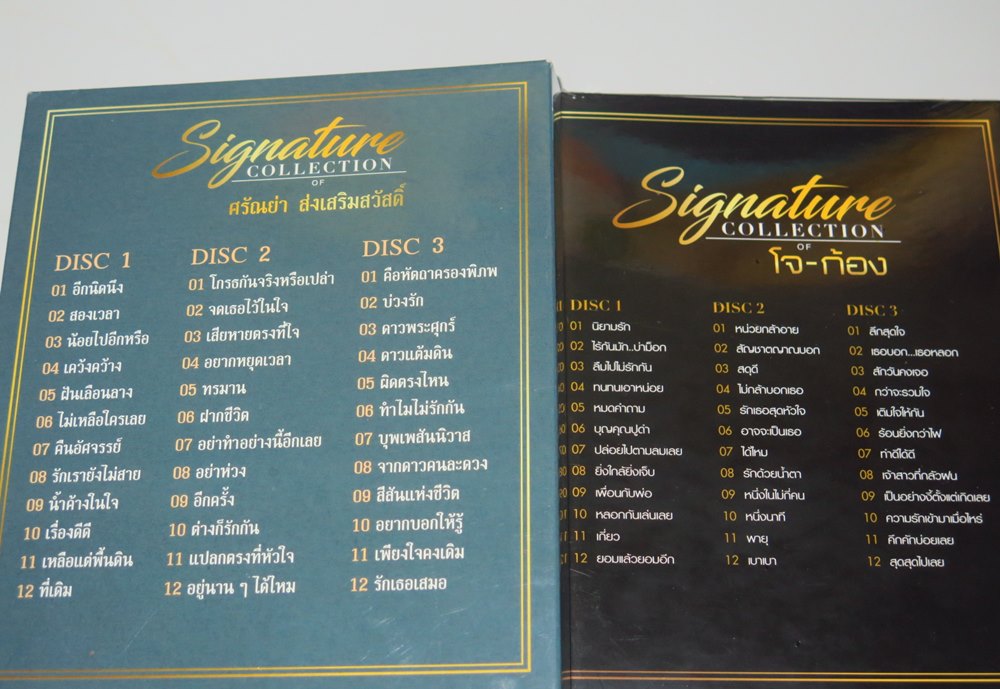 Signature
COLLECTION
OF
ศรัณย่า ส่งเสริมสวัสดิ์
DISC 1
01 อีกนิดนึง
02 สองเวลา
03 น้อยไปอีกหรือ
04 เคว้งคว้าง
05 ฝันเลือนลาง
06 ไม่เหลือใครเลย
07 คืนอัศจรรย์
08 รักเรายังไม่สาย
09 น้ำค้างในใจ
10 เรื่องดีดี
11 เหลือแต่พื้นดิน
12 ที่เดิม
DISC 2
01 โกรธกันจริงหรือเปล่า
02 จดเธอไว้ในใจ
03 เสียหายตรงที่ใจ
04 อยากหยุดเวลา
05 ทรมาน
06 ฝากชีวิต
07 อย่าทำอย่างนี้อีกเลย
08 อย่าห่วง
09 อีกครั้ง
10 ต่างก็รักกัน
11 แปลกตรงที่หัวใจ
12 อยู่นาน ๆ ได้ไหม
DISC 3
01 คือหัตถาครองพิภพ
02 บ่วงรัก
03 ดาวพระศุกร์
04 ดาวแต้มดิน
05 ผิดตรงไหน
06 ทำไมไม่รักกัน
07 บุพเพสันนิวาส
08 จากดาวคนละดวง
09 สีสันแห่งชีวิต
10 อยากบอกให้รู้
11 เพียงใจคงเดิม
12 รักเธอเสมอ
Signature
COLLECTION
OF
โจ-ก้อง
DISC 1
01 นิยามรัก
02 ไร้กันมัก..บ่าม็อก
03 ลืมไปไม่รักกัน
04 ทนทนเอาหน่อย
05 หมดคำถาม
06 บุญคุณปู่ดำ
07 ปล่อยไปตามลมเลย
08 ยิ่งใกล้ยิ่งเจ็บ
09 เพื่อนกับพ่อ
10 หลอกกันเล่นเลย
11 เกี่ยว
12 ยอมแล้วยอมอีก
DISC 2
01 หน่วยกล้าอาย
02 สัญชาตญาณบอก
03 สดุดี
04 ไม่กล้าบอกเธอ
05 รักเธอสุดหัวใจ
06 อาจจะเป็นเธอ
07 ได้ไหม
08 รักด้วยน้ำตา
09 หนึ่งในไม่กี่คน
10 หนึ่งนาที
11 พายุ
12 เบาเบา
DISC 3
01 ลึกสุดใจ
02 เธอบอก...เธอหลอก
03 สักวันคงเจอ
04 กว่าจะรวมใจ
05 เติมใจให้กัน
06 ร้อนยิ่งกว่าไฟ
07 ทำดีได้ดี
08 เจ้าสาวที่กลัวฝน
09 เป็นอย่างงี้ตั้งแต่เกิดเลย
10 ความรักเข้ามาเมื่อไหร่
11 คึกคักบ่อยเลย
12 สุดสุดไปเลย